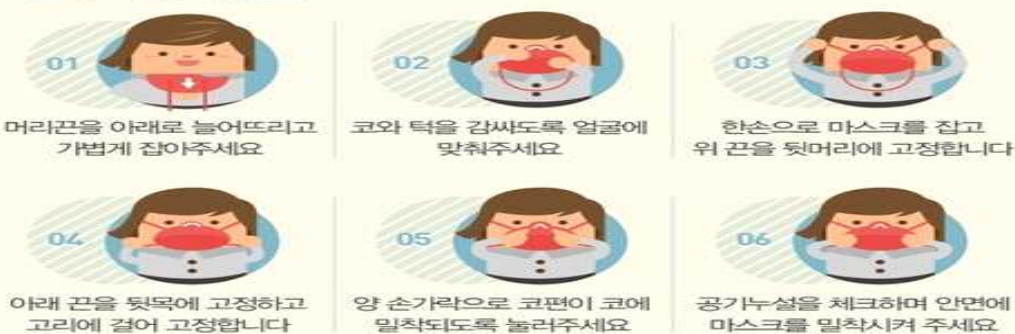 01
머리끈을 아래로 늘어뜨리고
가볍게 잡아주세요
02
코와 턱을 감싸도록 얼굴에
맞춰주세요
03
한손으로 마스크를 잡고
위 끈을 뒷머리에 고정합니다
04
아래 끈을 뒷목에 고정하고
고리에 걸어 고정합니다
05
양 손가락으로 코편이 코에
밀착되도록 눌러주세요
06
공기누설을 체크하며 안면에
마스크를 밀착시켜 주세요